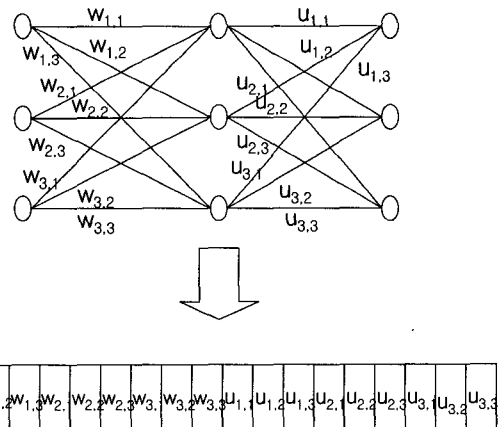 w1,1 u1,1
w1,2 u1,2
w1,3 u1,3
w2,1 u2,1
w2,2 u2,2
w2,3 u2,3
w3,1 u3,1
w3,2 u3,2
w3,3 u3,3
,2 w1,3 w2, w2,2 w2,3 w3, w3,2 w3,3 u1,1 u1,2 u1,3 u2,1 u2,2 u2,3 u3,1 u3,2 u3,3